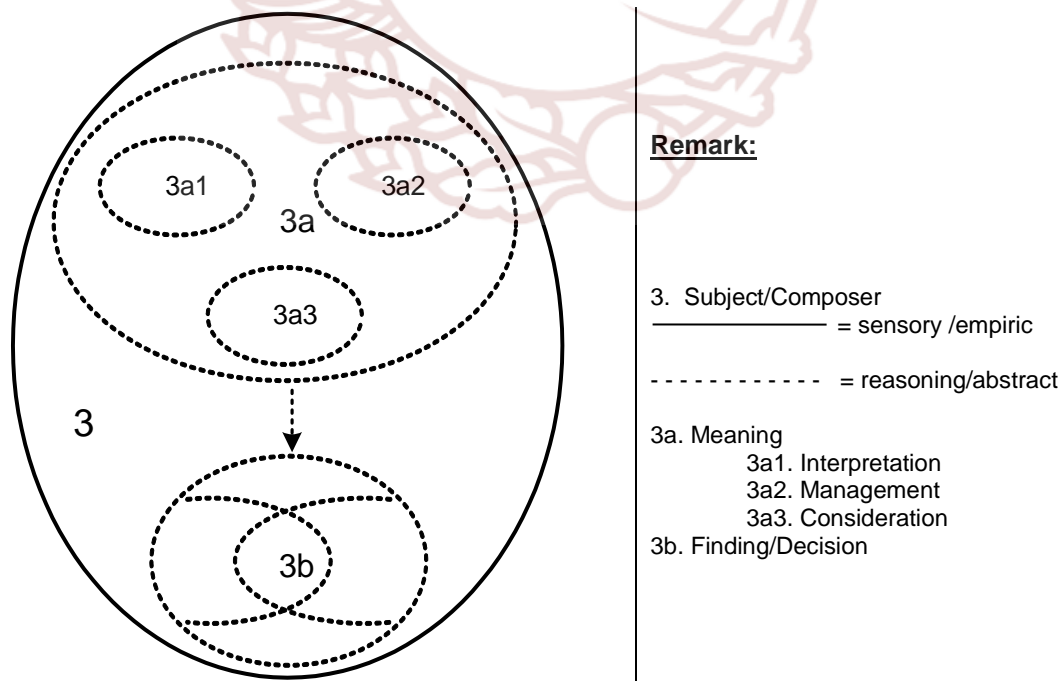 3a1
3a2
3a
3a3
3
3b
Remark:
3. Subject/Composer
= sensory /empiric
= reasoning/abstract
3a. Meaning
3a1. Interpretation
3a2. Management
3a3. Consideration
3b. Finding/Decision